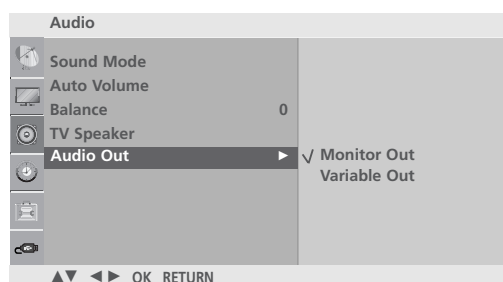 Audio
Sound Mode
Auto Volume
Balance 0
TV Speaker
Audio Out ► √ Monitor Out
Variable Out
▲▼ ◄► OK RETURN